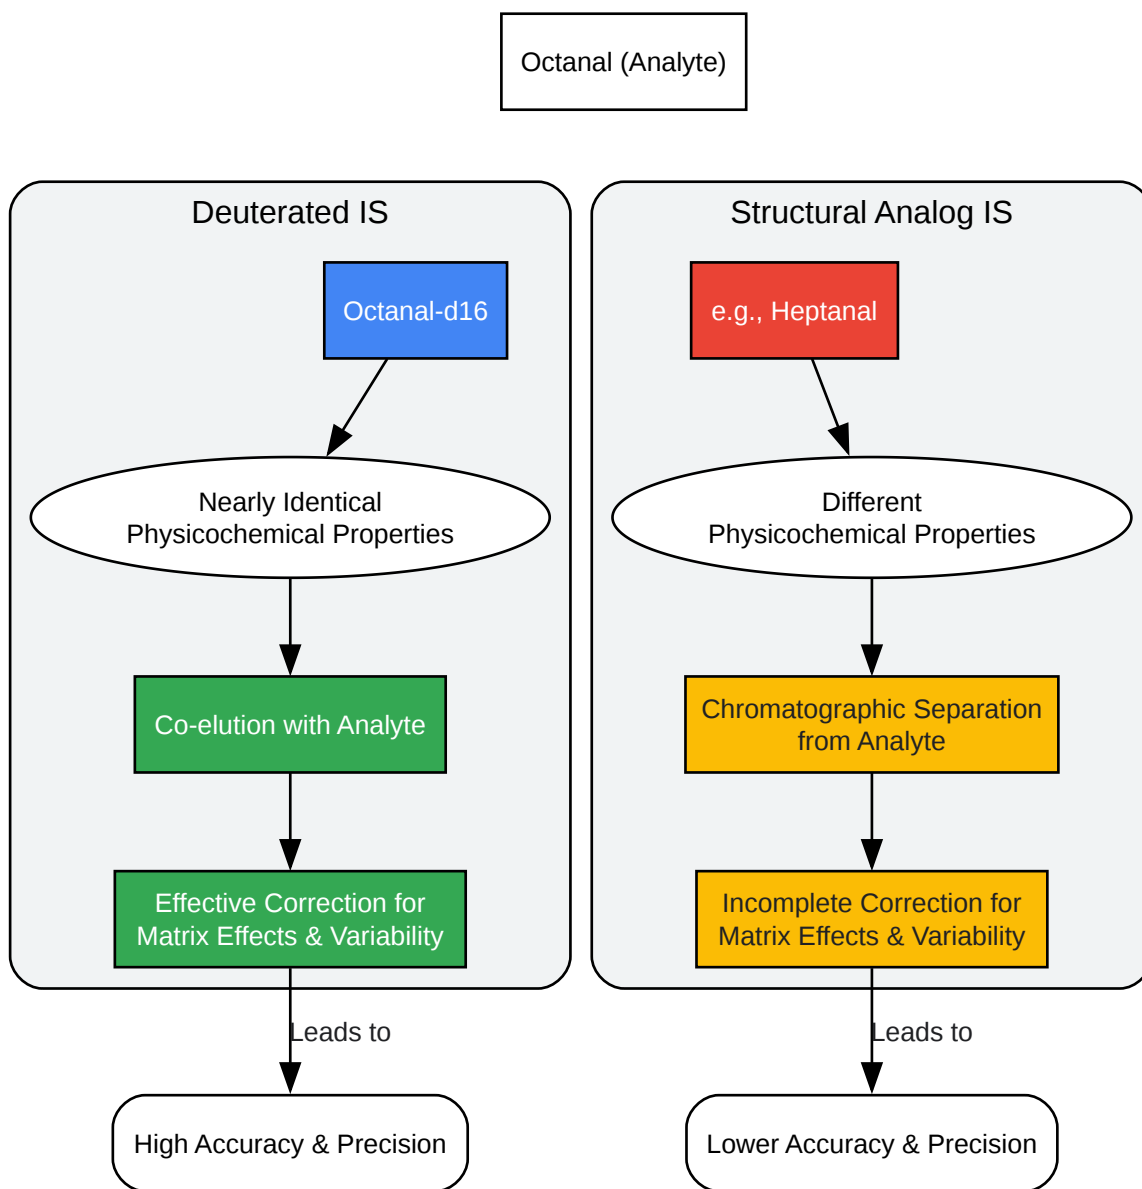 Octanal (Analyte)
Deuterated IS
Octanal-d16
Nearly Identical
Physicochemical Properties
Co-elution with Analyte
Effective Correction for
Matrix Effects & Variability
Leads to
High Accuracy & Precision
Structural Analog IS
e.g., Heptanal
Different
Physicochemical Properties
Chromatographic Separation
from Analyte
Incomplete Correction for
Matrix Effects & Variability
Leads to
Lower Accuracy & Precision